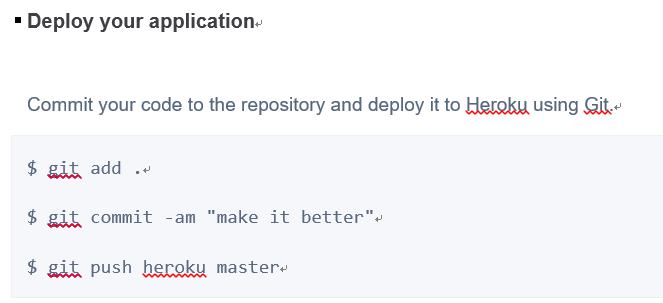 Deploy your application
Commit your code to the repository and deploy it to Heroku using Git.
$ git add .
$ git commit -am "make it better"
$ git push heroku master